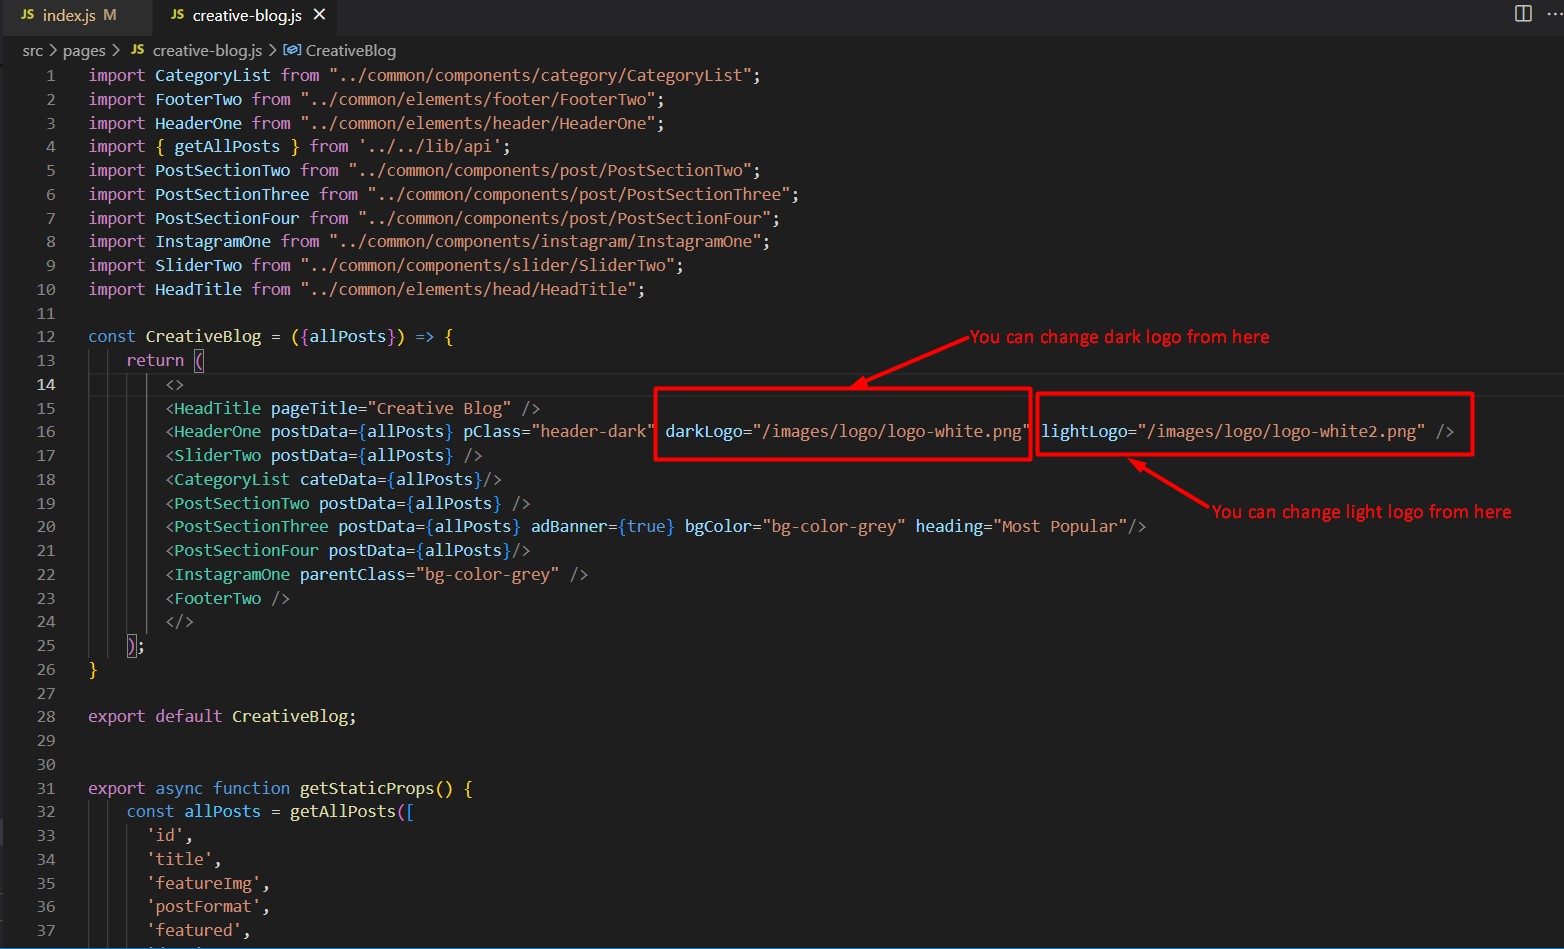 JS index.js M JS creative-blog.js ×
src > pages > JS creative-blog.js > CreativeBlog
1 import CategoryList from "../common/components/category/CategoryList";
2 import FooterTwo from "../common/elements/footer/FooterTwo";
3 import HeaderOne from "../common/elements/header/HeaderOne";
4 import { getAllPosts } from '../../lib/api';
5 import PostSectionTwo from "../common/components/post/PostSectionTwo";
6 import PostSectionThree from "../common/components/post/PostSectionThree";
7 import PostSectionFour from "../common/components/post/PostSectionFour";
8 import InstagramOne from "../common/components/instagram/InstagramOne";
9 import SliderTwo from "../common/components/slider/SliderTwo";
10 import HeadTitle from "../common/elements/head/HeadTitle";
11
12 const CreativeBlog = ({allPosts}) => {
You can change dark logo from here
13 return (
14 <>
15 <HeadTitle pageTitle="Creative Blog" />
16 <HeaderOne postData={allPosts} pClass="header-dark" darkLogo="/images/logo/logo-white.png" lightLogo="/images/logo/logo-white2.png" />
17 <SliderTwo postData={allPosts} />
18 <CategoryList cateData={allPosts}/>
19 <PostSectionTwo postData={allPosts} />
You can change light logo from here
20 <PostSectionThree postData={allPosts} adBanner={true} bgColor="bg-color-grey" heading="Most Popular"/>
21 <PostSectionFour postData={allPosts}/>
22 <InstagramOne parentClass="bg-color-grey" />
23 <FooterTwo />
24 </>
25 );
26 }
27
28 export default CreativeBlog;
29
30
31 export async function getStaticProps() {
32 const allPosts = getAllPosts([
33 'id',
34 'title',
35 'featureImg',
36 'postFormat',
37 'featured',